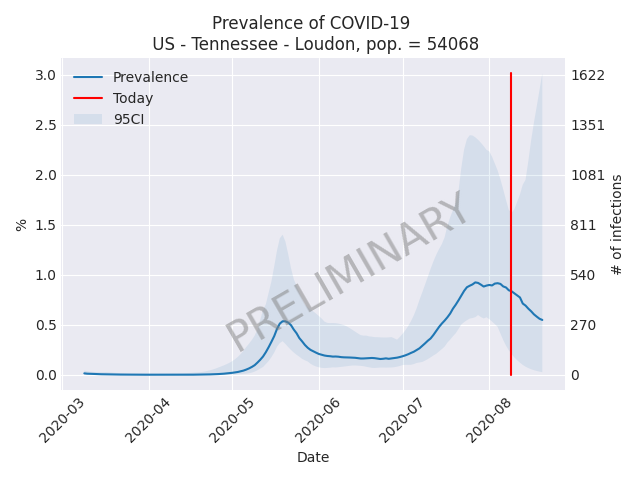 Prevalence of COVID-19
US - Tennessee - Loudon, pop. = 54068
Prevalence
Today
95CI
PRELIMINARY
%
3.0
2.5
2.0
1.5
1.0
0.5
0.0
1622
1351
1081
811
540
270
0
# of infections
2020-03
2020-04
2020-05
2020-06
2020-07
2020-08
Date